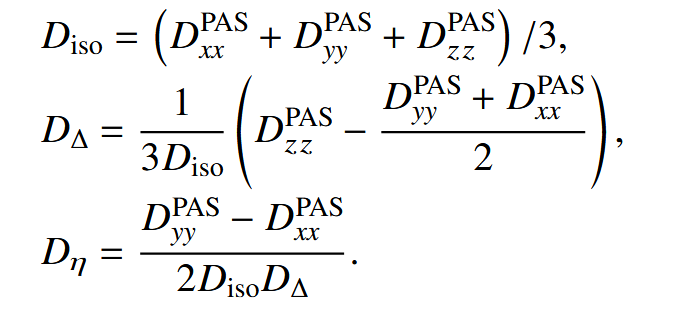 D_iso = (D_xx^PAS + D_yy^PAS + D_zz^PAS) /3,
D_Δ = 1/(3D_iso) (D_zz^PAS − (D_yy^PAS + D_xx^PAS)/2),
D_η = (D_yy^PAS − D_xx^PAS)/(2D_iso D_Δ).